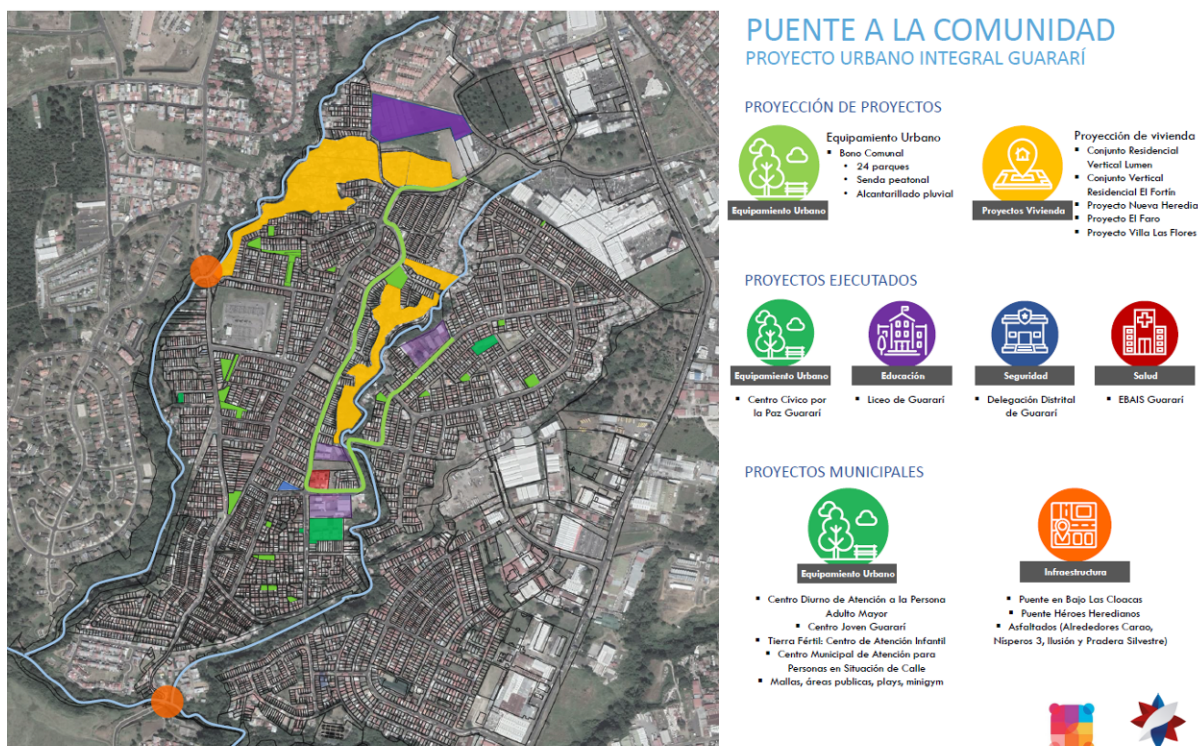 PUENTE A LA COMUNIDAD
PROYECTO URBANO INTEGRAL GUARARÍ
PROYECCIÓN DE PROYECTOS
Equipamiento Urbano
Equipamiento Urbano
▪ Bono Comunal
• 24 parques
• Senda peatonal
• Alcantarillado pluvial
Proyectos Vivienda
Proyección de vivienda
▪ Conjunto Residencial
Vertical Lumen
▪ Conjunto Vertical
Residencial El Fortín
▪ Proyecto Nueva Heredia
▪ Proyecto El Faro
▪ Proyecto Villa Las Flores
PROYECTOS EJECUTADOS
Equipamiento Urbano
▪ Centro Cívico por
la Paz Guararí
Educación
▪ Liceo de Guararí
Seguridad
▪ Delegación Distrital
de Guararí
Salud
▪ EBAIS Guararí
PROYECTOS MUNICIPALES
Equipamiento Urbano
▪ Centro Diurno de Atención a la Persona
Adulto Mayor
▪ Centro Joven Guararí
▪ Tierra Fértil: Centro de Atención Infantil
▪ Centro Municipal de Atención para
Personas en Situación de Calle
▪ Mallas, áreas publicas, plays, minigym
Infraestructura
▪ Puente en Bajo Las Cloacas
▪ Puente Héroes Heredianos
▪ Asfaltados (Alrededores Carao,
Nísperos 3, Ilusión y Pradera Silvestre)